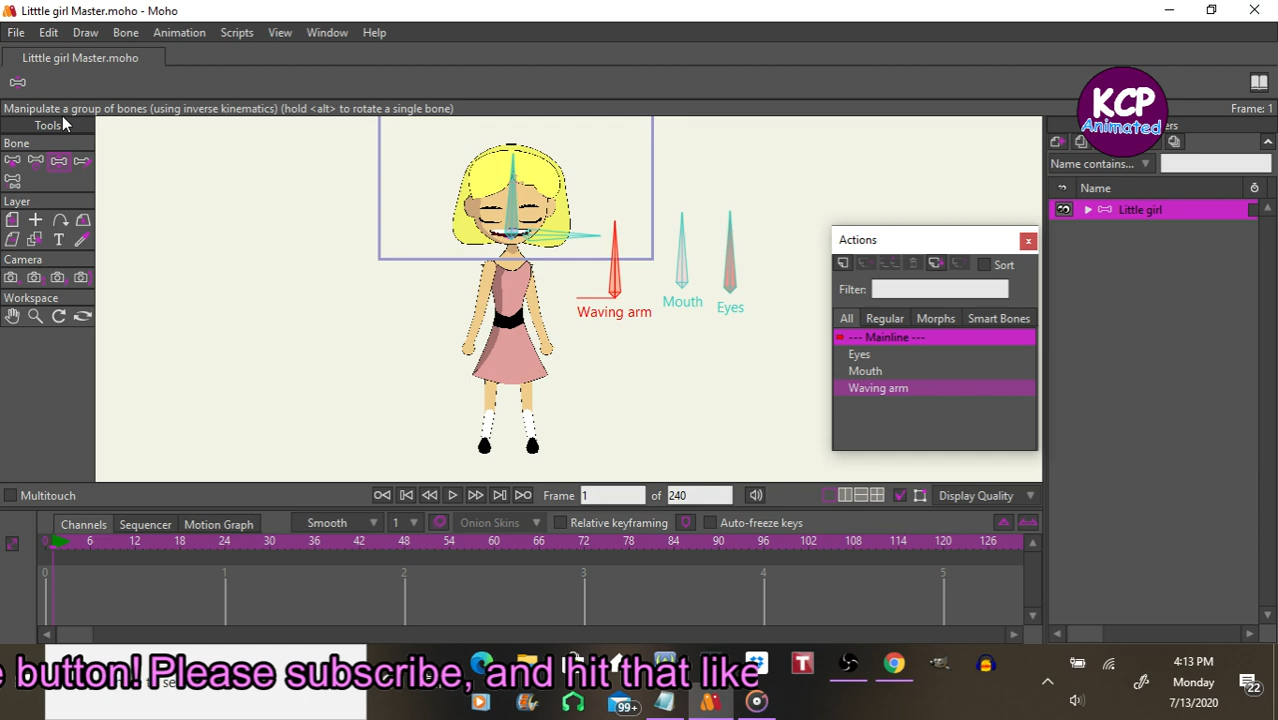 Litttle girl Master.moho - Moho
File Edit Draw Bone Animation Scripts View Window Help
Litttle girl Master.moho
Manipulate a group of bones (using inverse kinematics) (hold <alt> to rotate a single bone)
Frame: 1
KCP
Animated
Tools
Bone
Layer
Camera
Workspace
Multitouch
Waving arm
Mouth
Eyes
Actions
Sort
Filter:
All Regular Morphs Smart Bones
--- Mainline ---
Eyes
Mouth
Waving arm
Name contains...
Name
Little girl
Frame 1 of 240
Display Quality
Channels Sequencer Motion Graph Smooth 1 Onion Skins Relative keyframing Auto-freeze keys
0 6 12 18 24 30 36 42 48 54 60 66 72 78 84 90 96 102 108 114 120 126
0 1 2 3 4 5
e button! Please subscribe, and hit that like
99+
4:13 PM
Monday
7/13/2020
22